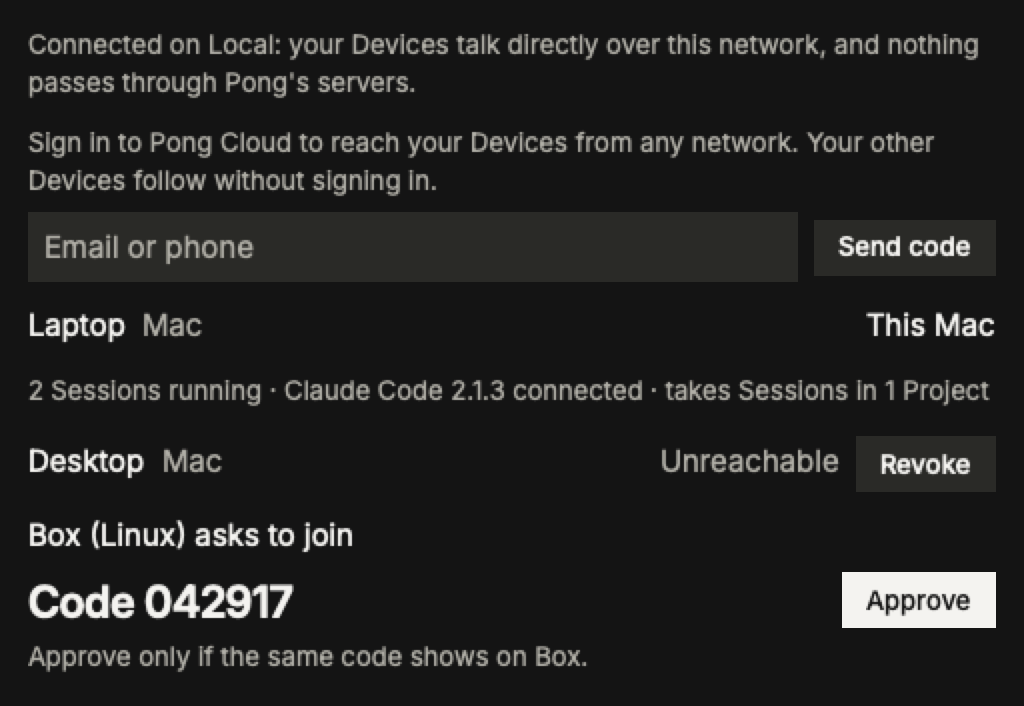 Connected on Local: your Devices talk directly over this network, and nothing
passes through Pong's servers.
Sign in to Pong Cloud to reach your Devices from any network. Your other
Devices follow without signing in.
Email or phone
Send code
Laptop Mac
This Mac
2 Sessions running · Claude Code 2.1.3 connected · takes Sessions in 1 Project
Desktop Mac
Unreachable
Revoke
Box (Linux) asks to join
Code 042917
Approve
Approve only if the same code shows on Box.